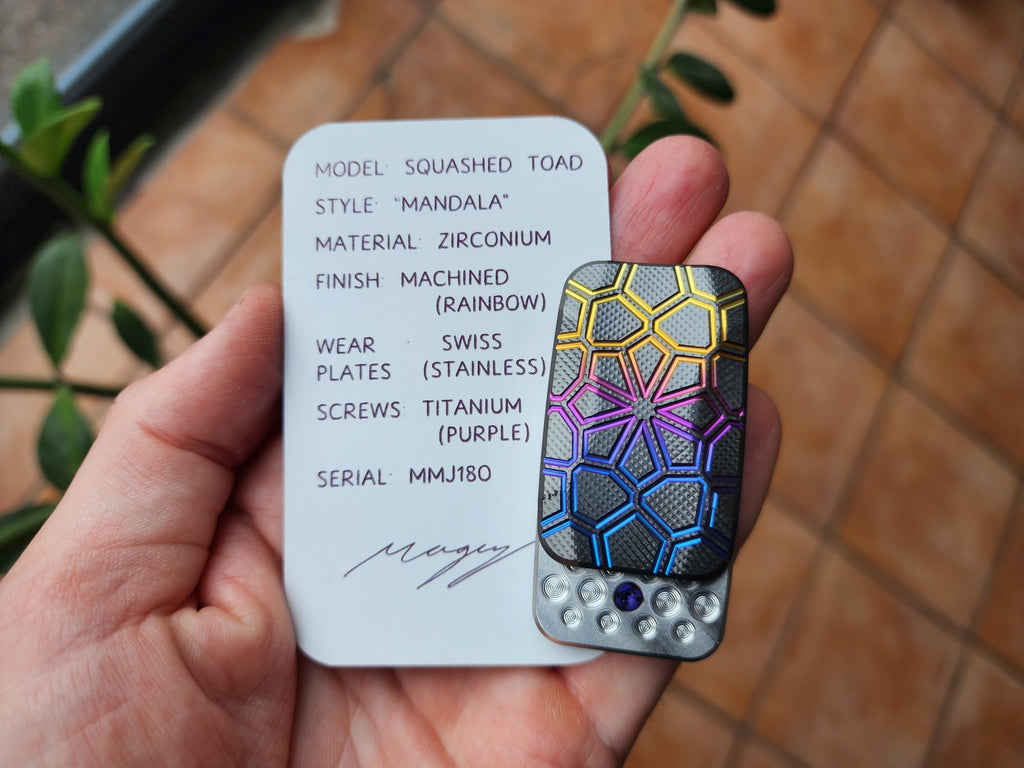 MODEL: SQUASHED TOAD
STYLE: "MANDALA"
MATERIAL: ZIRCONIUM
FINISH: MACHINED
(RAINBOW)
WEAR : SWISS
PLATES (STAINLESS)
SCREWS: TITANIUM
(PURPLE)
SERIAL: MMJ180